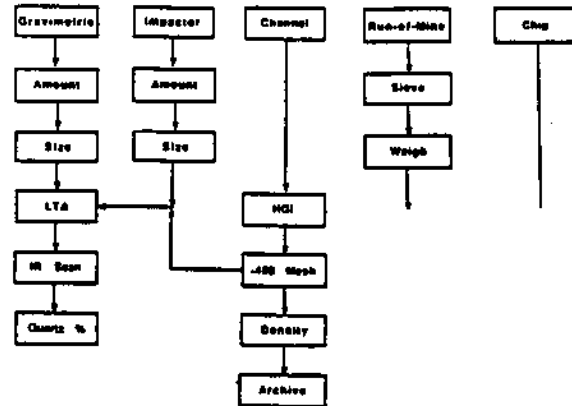 Gravimetric
Impactor
Channel
Run-of-Mine
Chip
Amount
Amount
Sieve
Size
Size
Weigh
LTA
HGI
IR Scan
-400 Mesh
Quartz %
Density
Archive